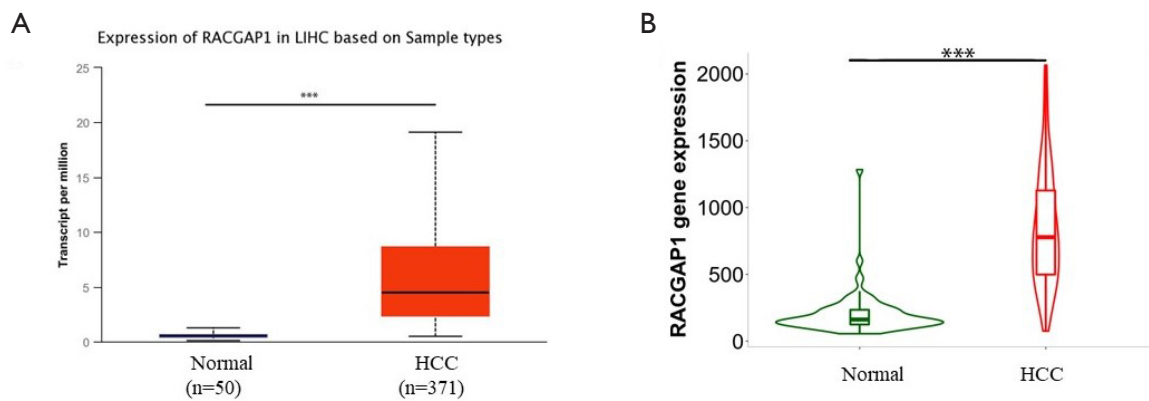 A
Expression of RACGAP1 in LIHC based on Sample types
Transcript per million
25
20
15
10
5
0
***
Normal
(n=50)
HCC
(n=371)
B
RACGAP1 gene expression
2000
1500
1000
500
0
***
Normal
HCC